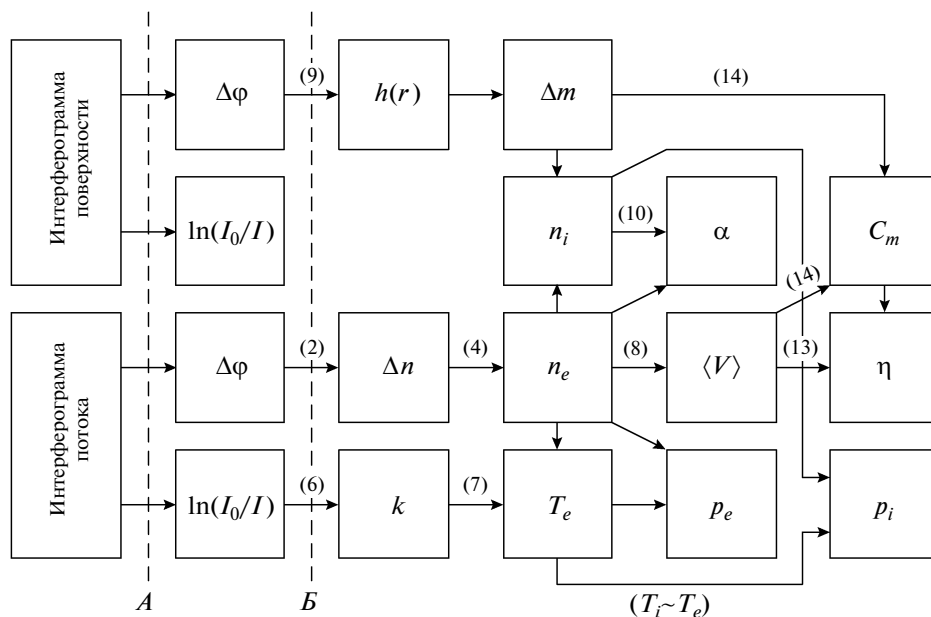 Интерферограмма
поверхности
Δφ
(9)
h(r)
Δm
(14)
ln(I₀/I)
nᵢ
(10)
α
Cₘ
(14)
Интерферограмма
потока
Δφ
(2)
Δn
(4)
nₑ
(8)
⟨V⟩
(13)
η
ln(I₀/I)
(6)
k
(7)
Tₑ
pₑ
pᵢ
А
Б
(Tᵢ~Tₑ)